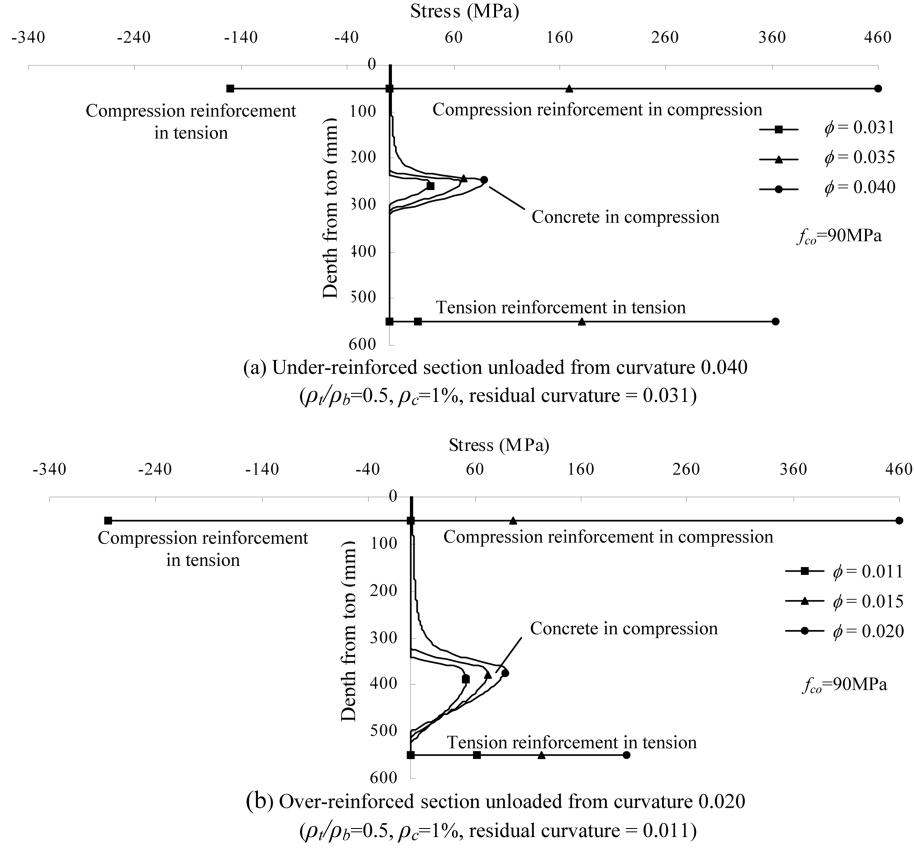 Stress (MPa)
-340 -240 -140 -40 60 160 260 360 460
0
Compression reinforcement
in tension
Compression reinforcement in compression
100
200
300
400
500
600
Depth from top (mm)
ϕ = 0.031
ϕ = 0.035
ϕ = 0.040
Concrete in compression
fco=90MPa
Tension reinforcement in tension
(a) Under-reinforced section unloaded from curvature 0.040
(ρt/ρb=0.5, ρc=1%, residual curvature = 0.031)
Stress (MPa)
-340 -240 -140 -40 60 160 260 360 460
0
Compression reinforcement
in tension
Compression reinforcement in compression
100
200
300
400
500
600
Depth from top (mm)
ϕ = 0.011
ϕ = 0.015
ϕ = 0.020
Concrete in compression
fco=90MPa
Tension reinforcement in tension
(b) Over-reinforced section unloaded from curvature 0.020
(ρt/ρb=0.5, ρc=1%, residual curvature = 0.011)